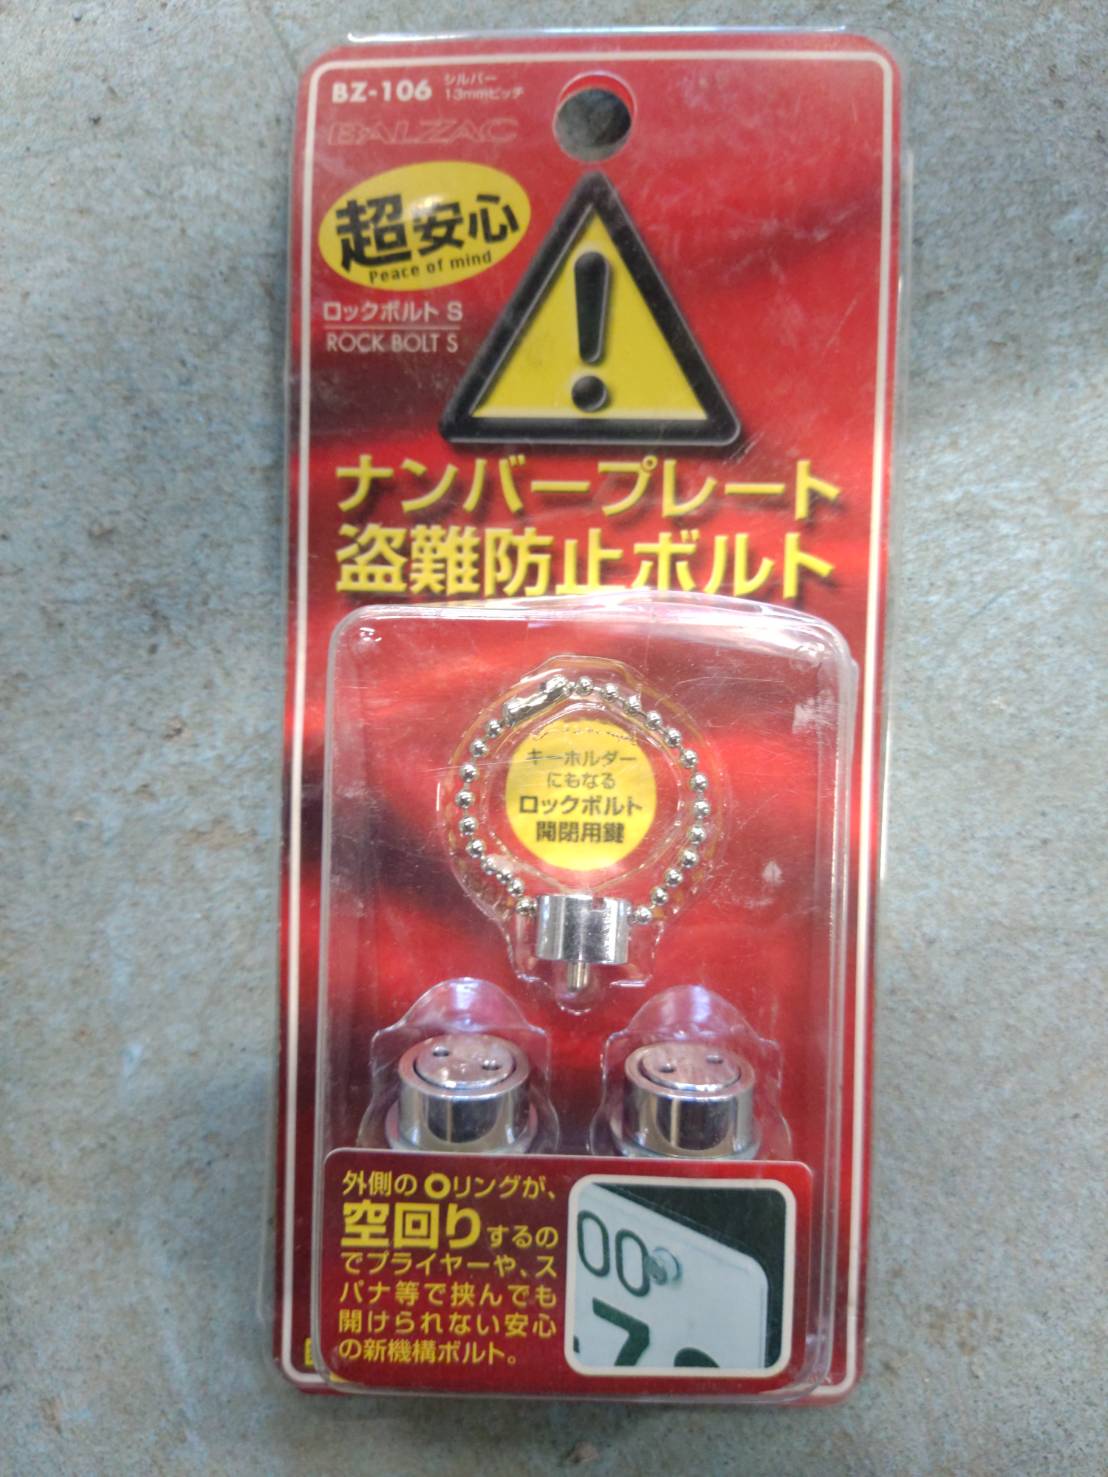 BZ-106 シルバー
13mmピッチ
BALZAC
超安心
Peace of mind
ロックボルト S
ROCK BOLT S
ナンバープレート
盗難防止ボルト
キーホルダー
にもなる
ロックボルト
開閉用鍵
外側のOリングが、
空回りするの
でプライヤーや、ス
パナ等で挟んでも
開けられない安心
の新機構ボルト。
00